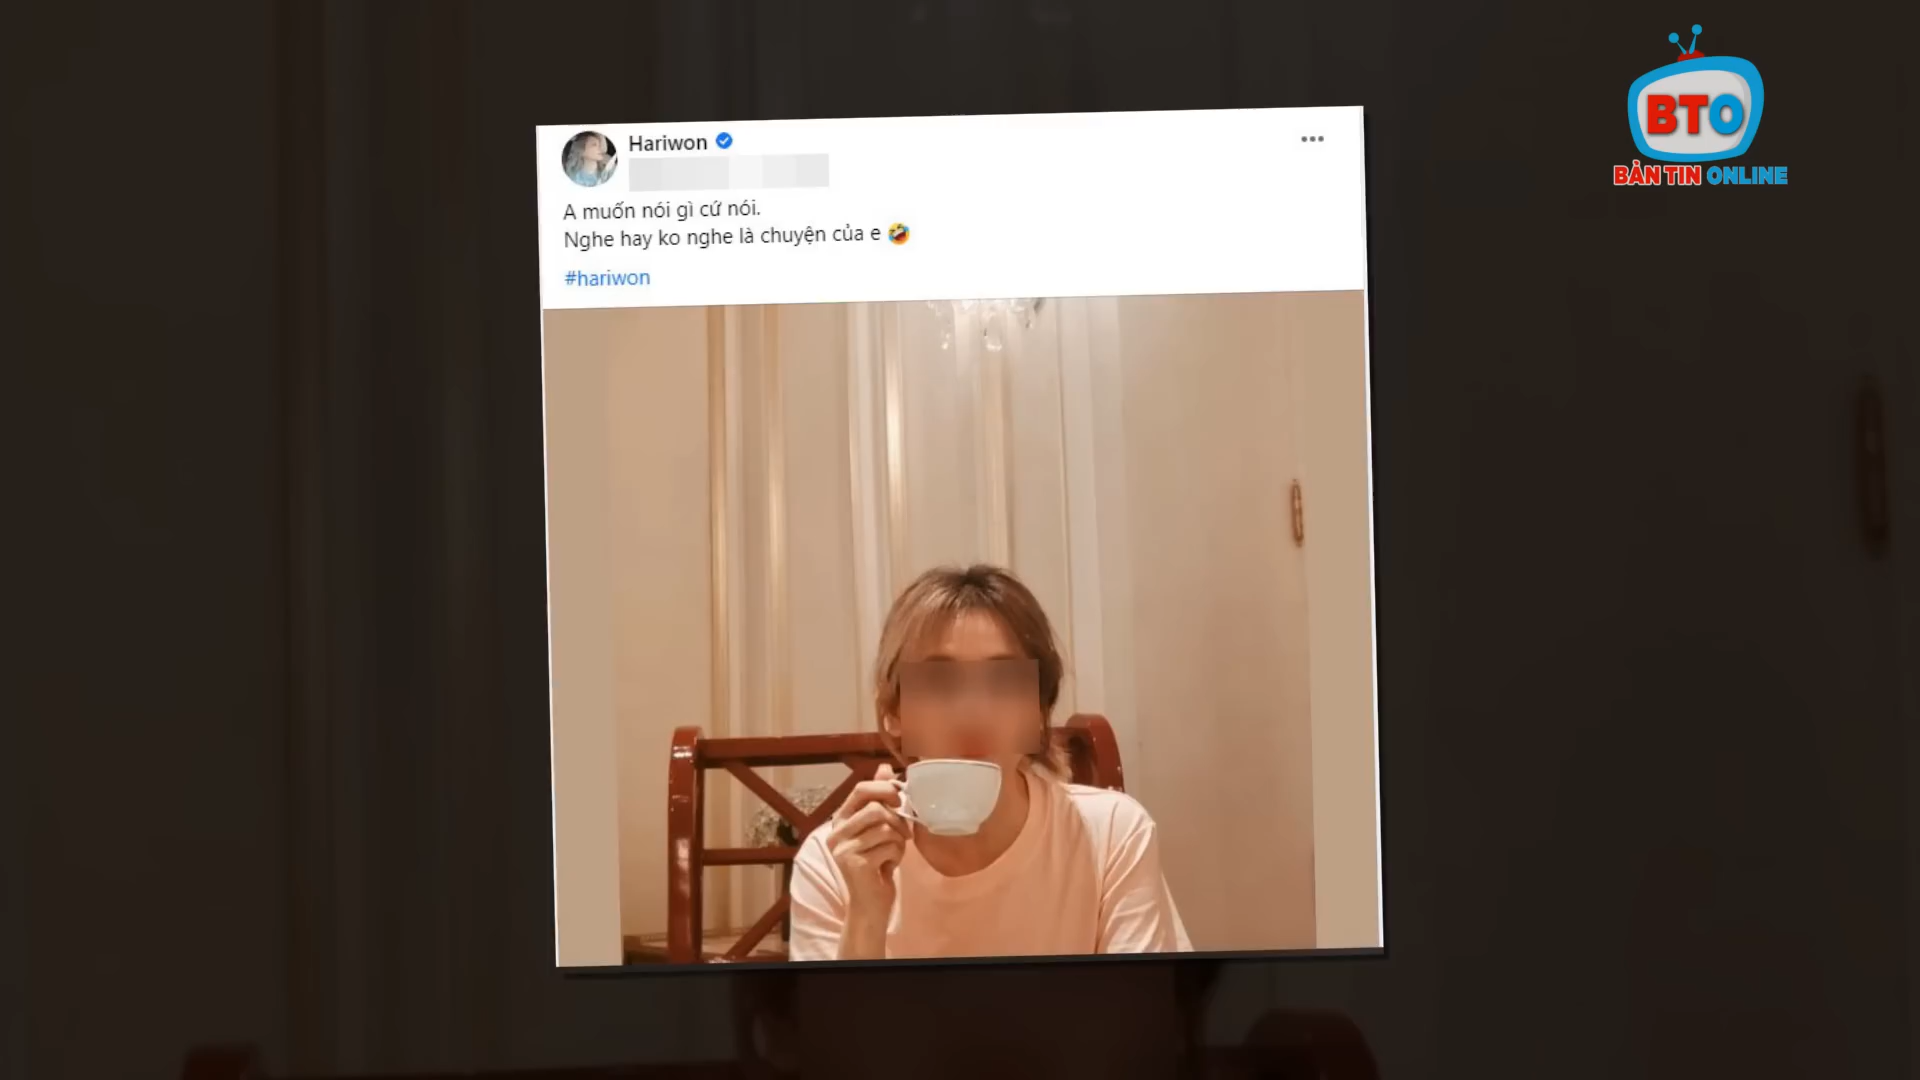 BTO
BẢN TIN ONLINE
Hariwon
A muốn nói gì cứ nói.
Nghe hay ko nghe là chuyện của e 🤣
#hariwon